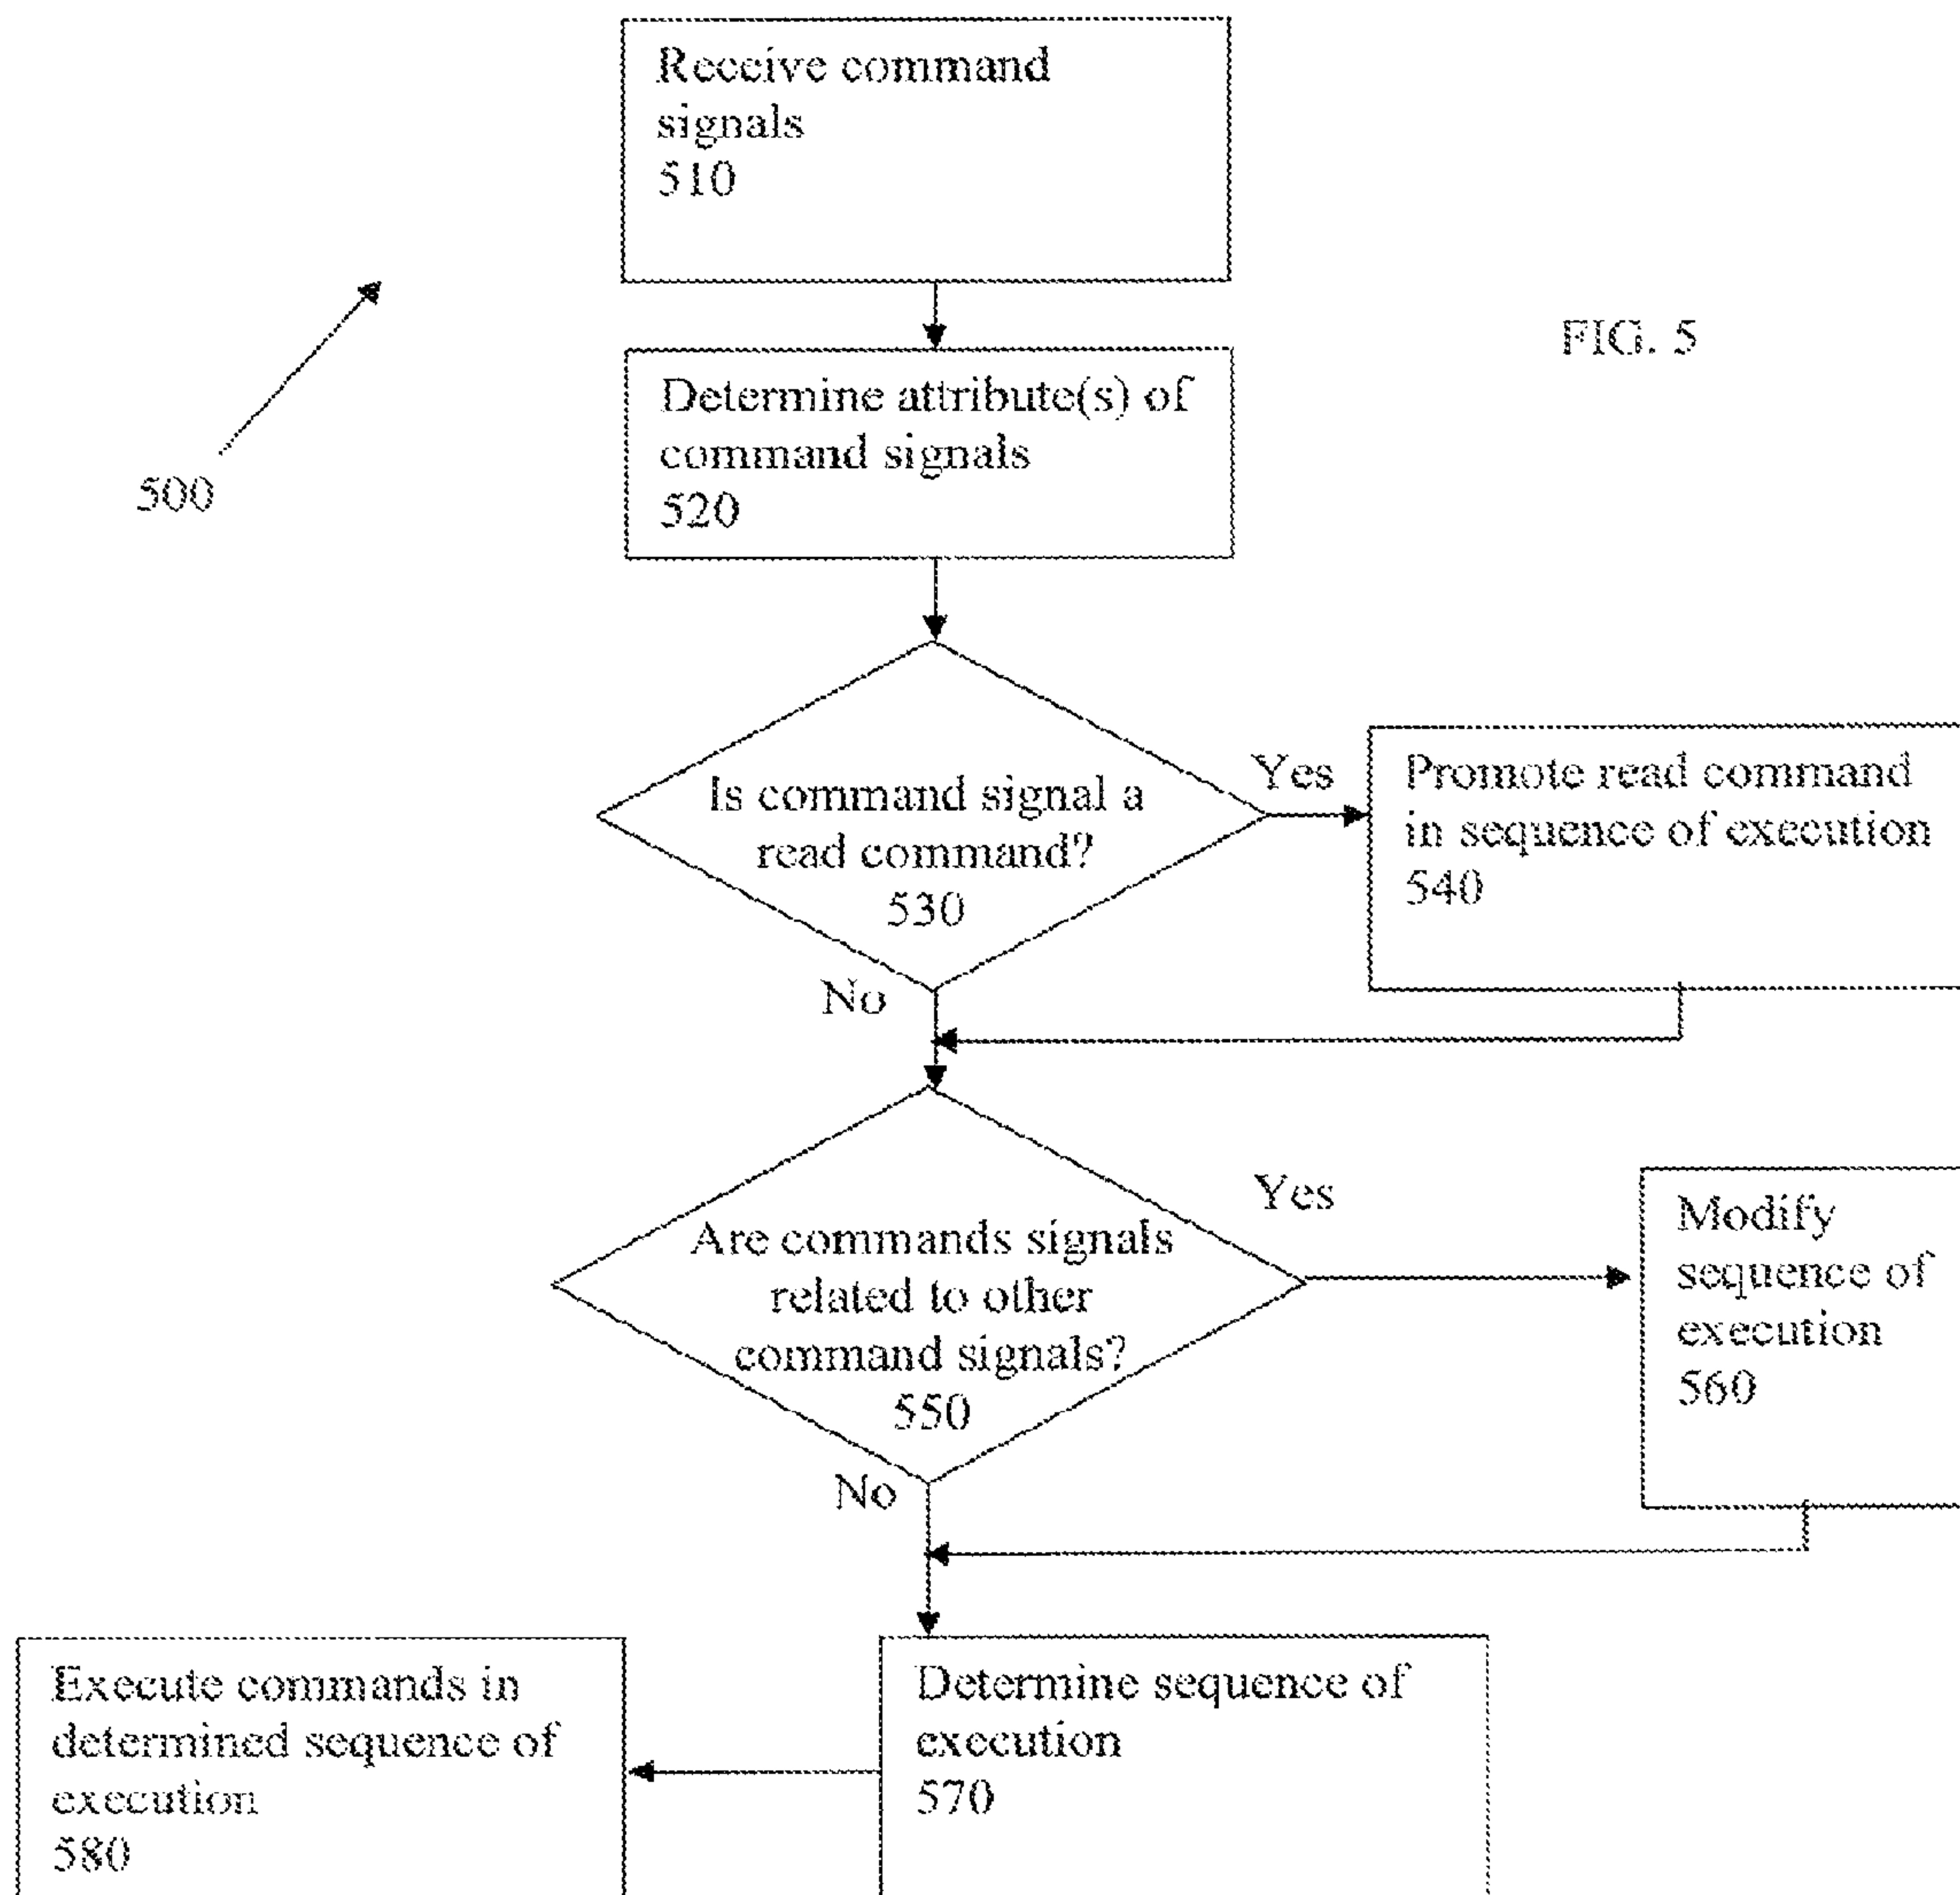 Receive command
signals
510
FIG. 5
Determine attribute(s) of
command signals
520
500
Is command signal a
read command?
530
Yes
Promote read command
in sequence of execution
540
No
Are commands signals
related to other
command signals?
550
Yes
Modify
sequence of
execution
560
No
Execute commands in
determined sequence of
execution
580
Determine sequence of
execution
570